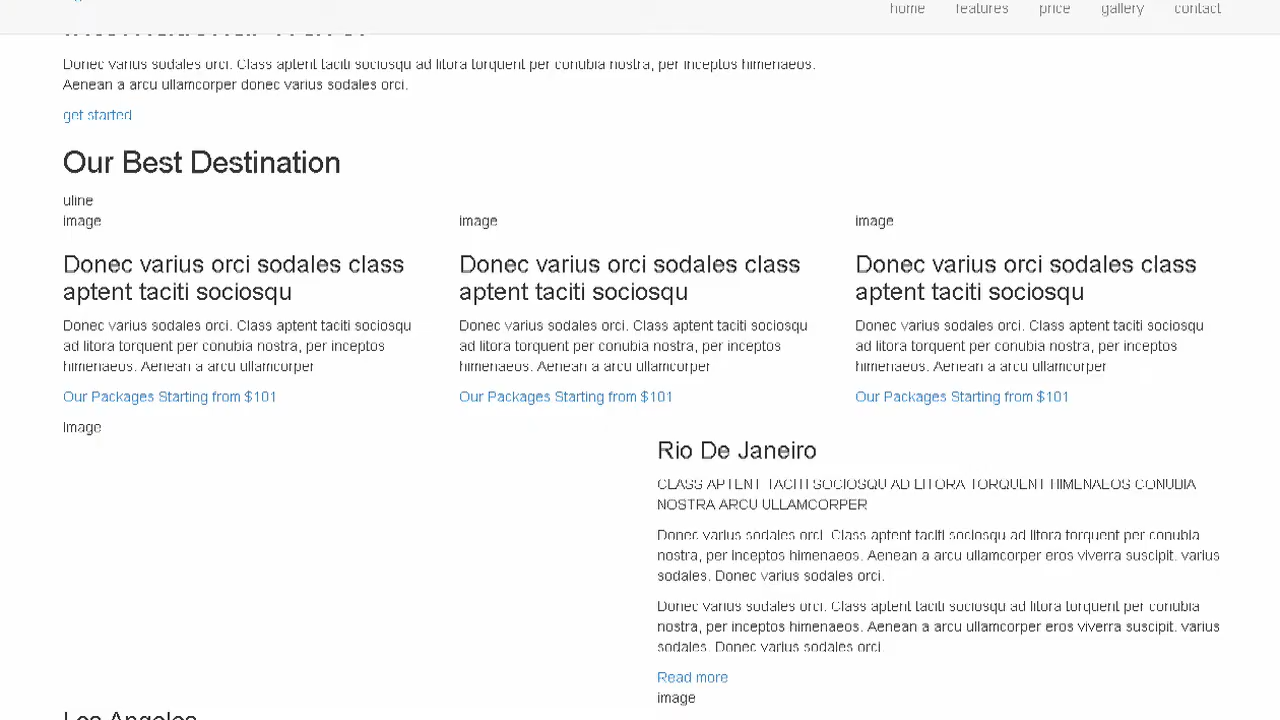 home features price gallery contact
Donec varius sodales orci. Class aptent taciti sociosqu ad litora torquent per conubia nostra, per inceptos himenaeos.
Aenean a arcu ullamcorper donec varius sodales orci.
get started
Our Best Destination
uline
image
Donec varius orci sodales class
aptent taciti sociosqu
Donec varius sodales orci. Class aptent taciti sociosqu
ad litora torquent per conubia nostra, per inceptos
himenaeos. Aenean a arcu ullamcorper
Our Packages Starting from $101
image
Donec varius orci sodales class
aptent taciti sociosqu
Donec varius sodales orci. Class aptent taciti sociosqu
ad litora torquent per conubia nostra, per inceptos
himenaeos. Aenean a arcu ullamcorper
Our Packages Starting from $101
image
Donec varius orci sodales class
aptent taciti sociosqu
Donec varius sodales orci. Class aptent taciti sociosqu
ad litora torquent per conubia nostra, per inceptos
himenaeos. Aenean a arcu ullamcorper
Our Packages Starting from $101
image
Rio De Janeiro
CLASS APTENT TACITI SOCIOSQU AD LITORA TORQUENT HIMENAEOS CONUBIA
NOSTRA ARCU ULLAMCORPER
Donec varius sodales orci. Class aptent taciti sociosqu ad litora torquent per conubia
nostra, per inceptos himenaeos. Aenean a arcu ullamcorper eros viverra suscipit. varius
sodales. Donec varius sodales orci.
Donec varius sodales orci. Class aptent taciti sociosqu ad litora torquent per conubia
nostra, per inceptos himenaeos. Aenean a arcu ullamcorper eros viverra suscipit. varius
sodales. Donec varius sodales orci.
Read more
image
Los Angeles